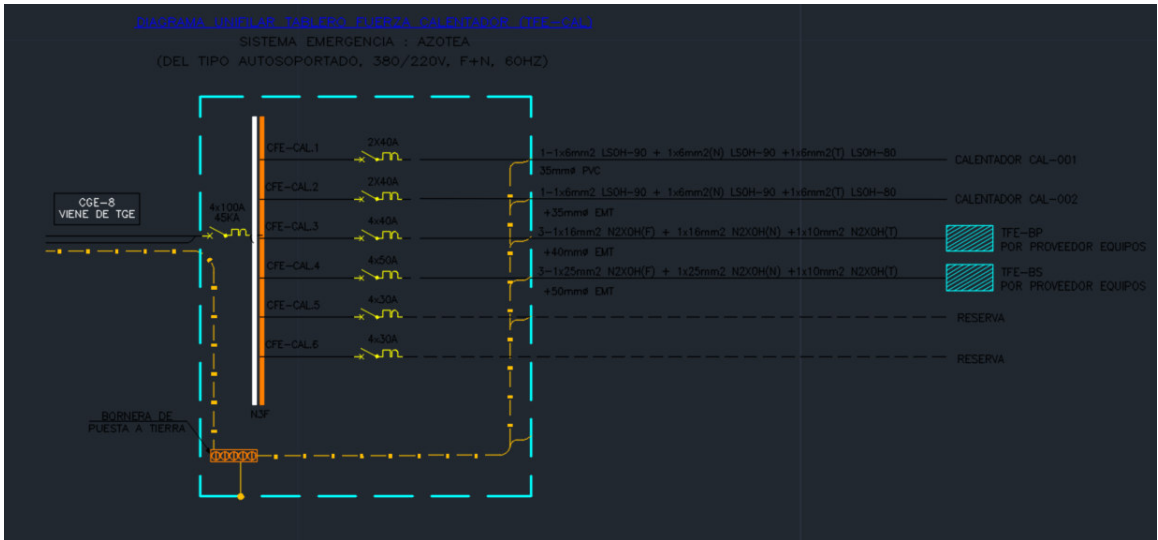 DIAGRAMA UNIFILAR TABLERO FUERZA CALENTADOR (TFE-CAL)
SISTEMA EMERGENCIA : AZOTEA
(DEL TIPO AUTOSOPORTADO, 380/220V, F+N, 60HZ)
CGE-8
VIENE DE TGE
4x100A
45KA
CFE-CAL.1
2X40A
1-1x6mm2 LSOH-90 + 1x6mm2(N) LSOH-90 +1x6mm2(T) LSOH-80
35mmø PVC
CALENTADOR CAL-001
CFE-CAL.2
2X40A
1-1x6mm2 LSOH-90 + 1x6mm2(N) LSOH-90 +1x6mm2(T) LSOH-80
+35mmø EMT
CALENTADOR CAL-002
CFE-CAL.3
4x40A
3-1x16mm2 N2XOH(F) + 1x16mm2 N2XOH(N) +1x10mm2 N2XOH(T)
+40mmø EMT
TFE-BP
POR PROVEEDOR EQUIPOS
CFE-CAL.4
4x50A
3-1x25mm2 N2XOH(F) + 1x25mm2 N2XOH(N) +1x10mm2 N2XOH(T)
+50mmø EMT
TFE-BS
POR PROVEEDOR EQUIPOS
CFE-CAL.5
4x30A
RESERVA
CFE-CAL.6
4x30A
RESERVA
N3F
BORNERA DE
PUESTA A TIERRA